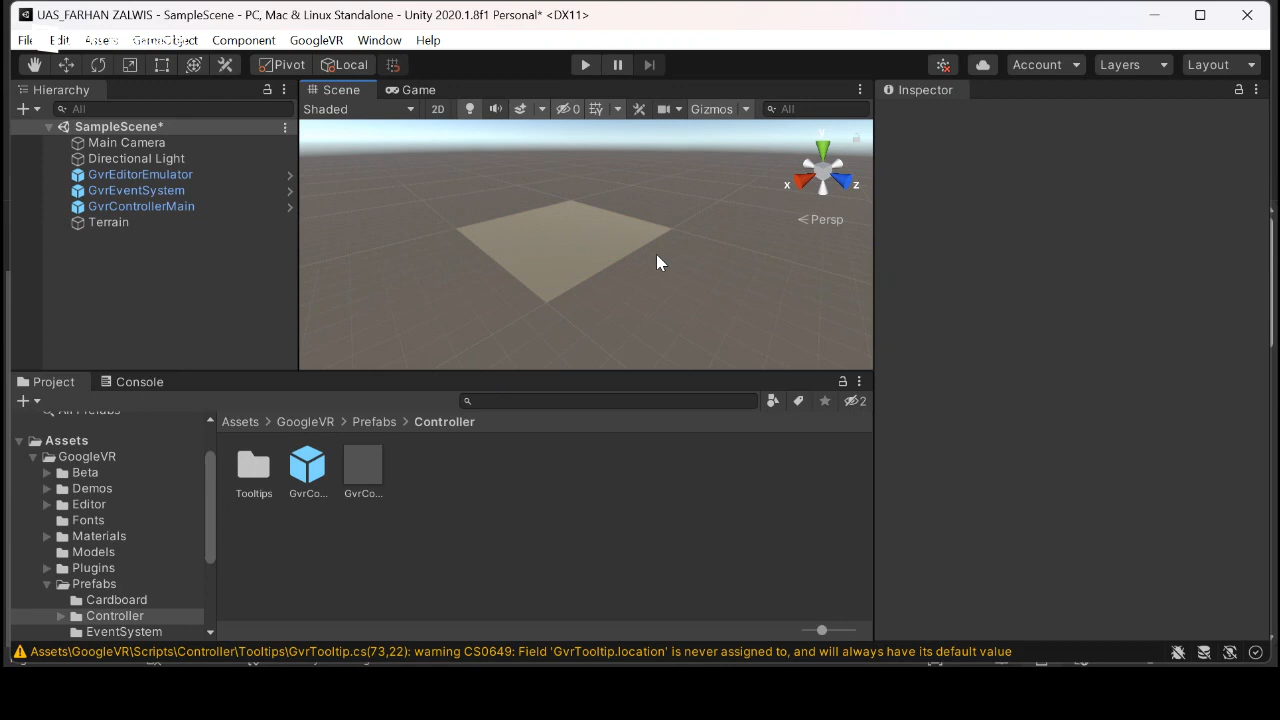 UAS_FARHAN ZALWIS - SampleScene - PC, Mac & Linux Standalone - Unity 2020.1.8f1 Personal* <DX11>
File Edit Assets GameObject Component GoogleVR Window Help
Pivot Local Account Layers Layout
Hierarchy Scene Game Inspector
All Shaded 2D 0 Gizmos All
SampleScene*
Main Camera
Directional Light
GvrEditorEmulator
GvrEventSystem
GvrControllerMain
Terrain
y
x z
Persp
Project Console
2
All Prefabs
Assets > GoogleVR > Prefabs > Controller
Assets
GoogleVR
Beta
Demos
Editor
Fonts
Materials
Models
Plugins
Prefabs
Cardboard
Controller
EventSystem
Tooltips GvrCo... GvrCo...
Assets\GoogleVR\Scripts\Controller\Tooltips\GvrTooltip.cs(73,22): warning CS0649: Field 'GvrTooltip.location' is never assigned to, and will always have its default value